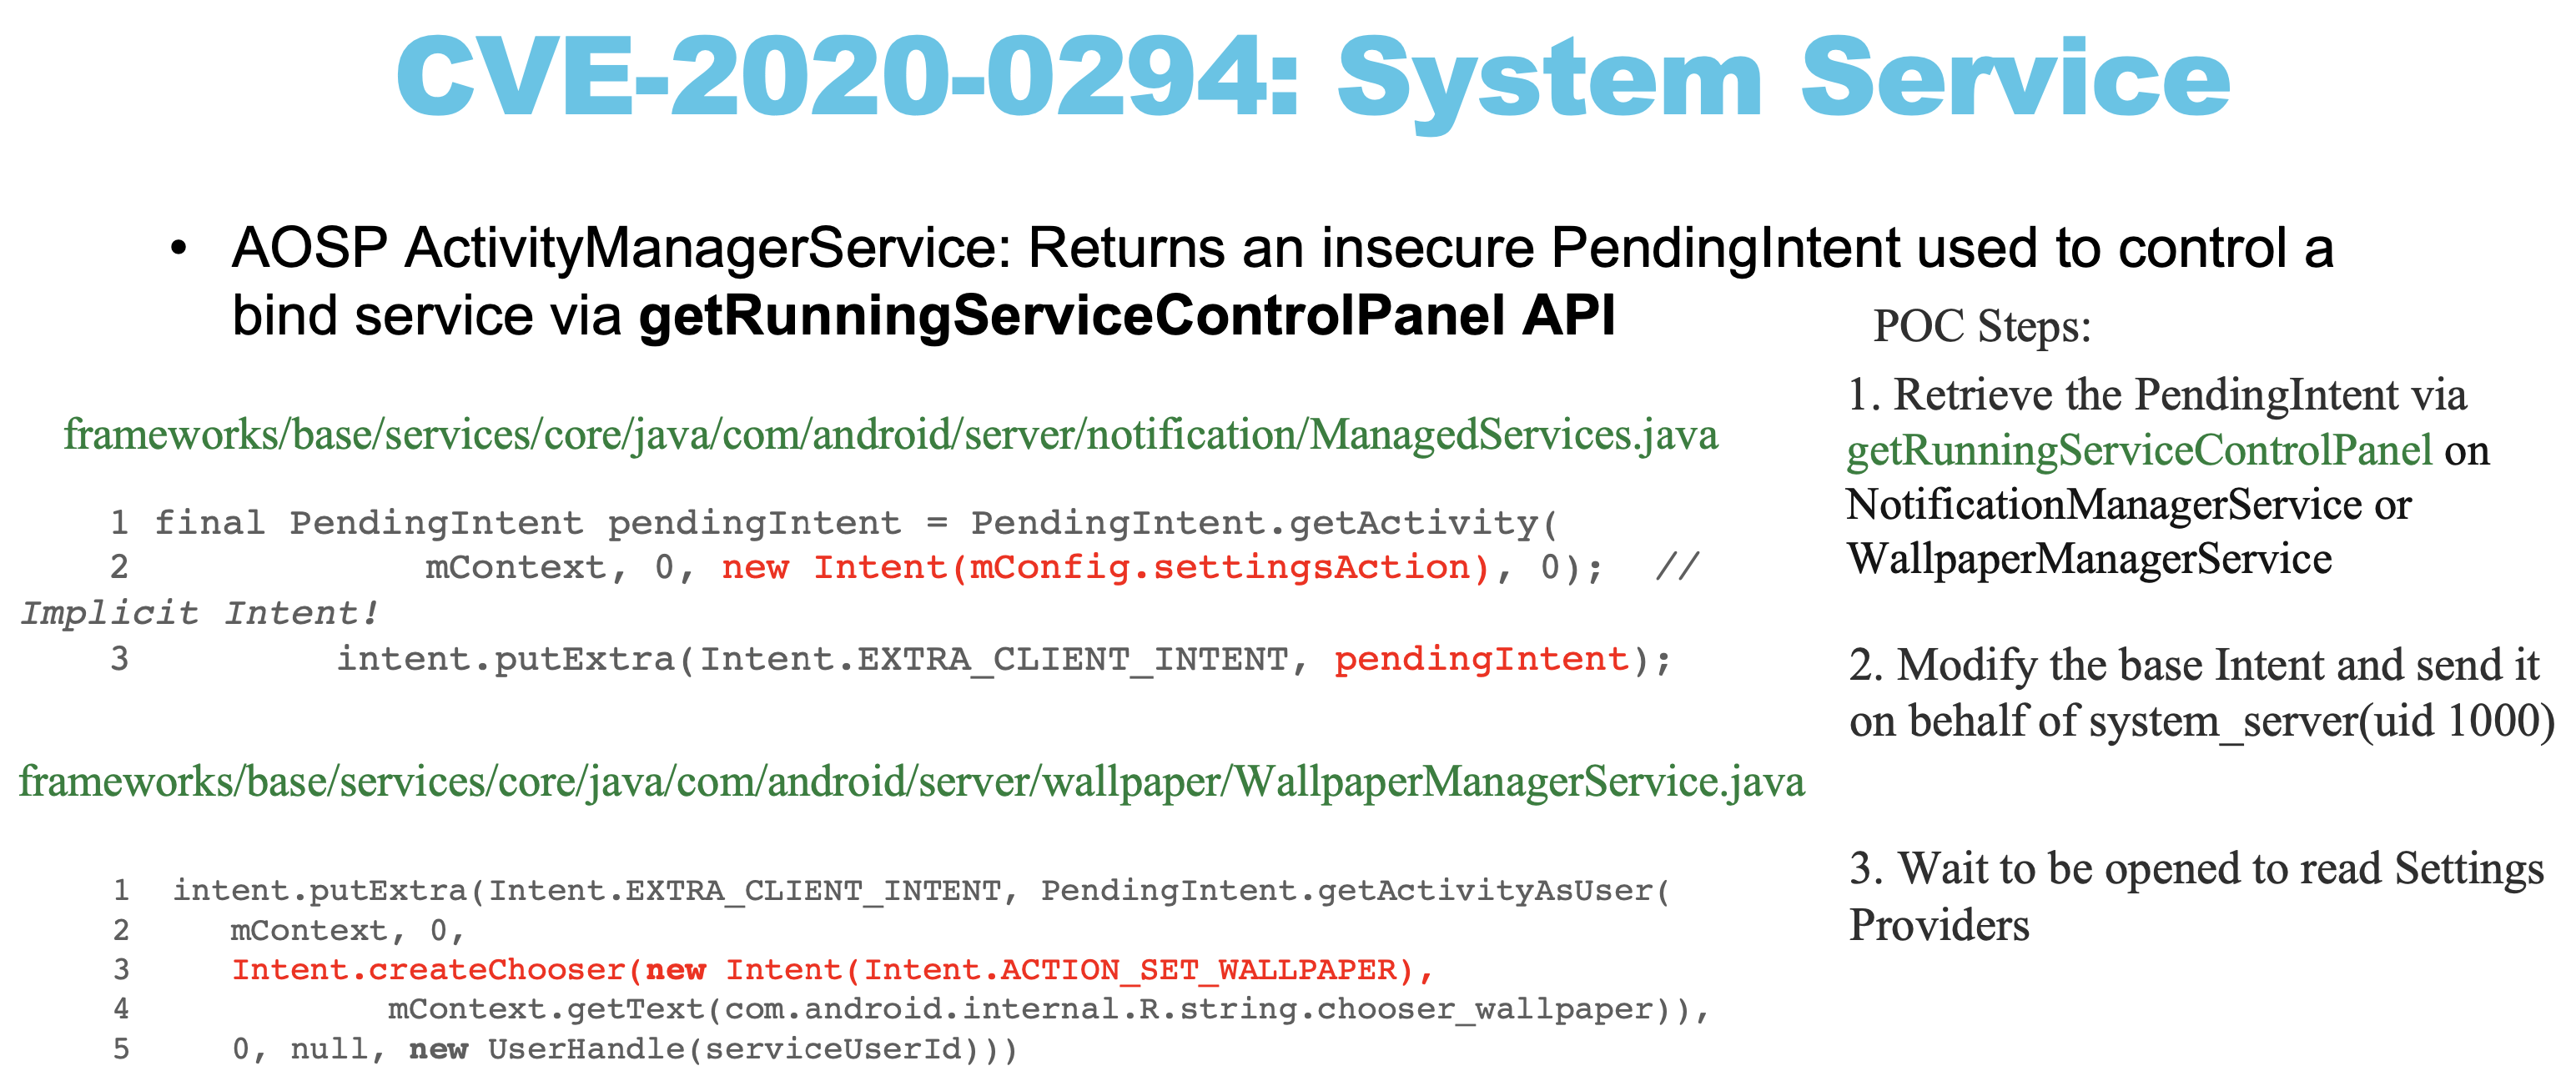 CVE-2020-0294: System Service
• AOSP ActivityManagerService: Returns an insecure PendingIntent used to control a
bind service via getRunningServiceControlPanel API
frameworks/base/services/core/java/com/android/server/notification/ManagedServices.java
1 final PendingIntent pendingIntent = PendingIntent.getActivity(
2 mContext, 0, new Intent(mConfig.settingsAction), 0); //
Implicit Intent!
3 intent.putExtra(Intent.EXTRA_CLIENT_INTENT, pendingIntent);
frameworks/base/services/core/java/com/android/server/wallpaper/WallpaperManagerService.java
1 intent.putExtra(Intent.EXTRA_CLIENT_INTENT, PendingIntent.getActivityAsUser(
2 mContext, 0,
3 Intent.createChooser(new Intent(Intent.ACTION_SET_WALLPAPER),
4 mContext.getText(com.android.internal.R.string.chooser_wallpaper)),
5 0, null, new UserHandle(serviceUserId)))
POC Steps:
1. Retrieve the PendingIntent via
getRunningServiceControlPanel on
NotificationManagerService or
WallpaperManagerService
2. Modify the base Intent and send it
on behalf of system_server(uid 1000)
3. Wait to be opened to read Settings
Providers